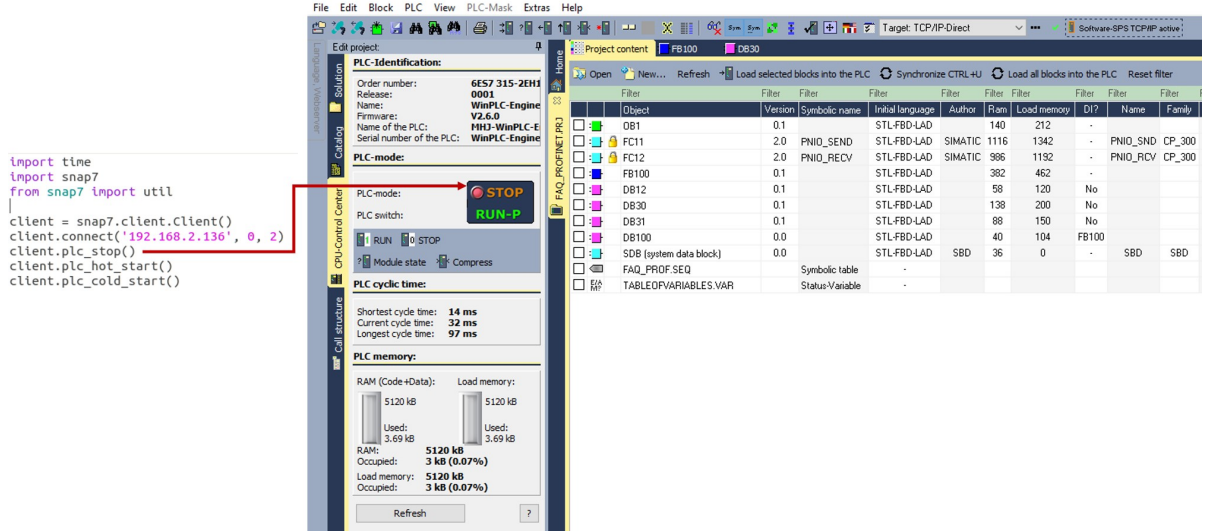 import time
import snap7
from snap7 import util
client = snap7.client.Client()
client.connect('192.168.2.136', 0, 2)
client.plc_stop()
client.plc_hot_start()
client.plc_cold_start()
File Edit Block PLC View PLC-Mask Extras Help
Target: TCP/IP-Direct
Software-SPS TCP/IP active
Language Webserver
Solution
Catalog
CPU-Control Center
Call structure
Edit project:
PLC-Identification:
Order number: 6ES7 315-2EH1
Release: 0001
Name: WinPLC-Engine
Firmware: V2.6.0
Name of the PLC: MHJ-WinPLC-E
Serial number of the PLC: WinPLC-Engine
PLC-mode:
PLC-mode: STOP
PLC switch: RUN-P
RUN STOP
Module state Compress
PLC cyclic time:
Shortest cycle time: 14 ms
Current cycle time: 32 ms
Longest cycle time: 97 ms
PLC memory:
RAM (Code+Data): Load memory:
5120 kB 5120 kB
Used: Used:
3.69 kB 3.69 kB
RAM: 5120 kB
Occupied: 3 kB (0.07%)
Load memory: 5120 kB
Occupied: 3 kB (0.07%)
Refresh ?
Home
FAQ_PROFINET.PRJ
Project content FB100 DB30
Open New... Refresh Load selected blocks into the PLC Synchronize CTRL+U Load all blocks into the PLC Reset filter
Filter Filter Filter Filter Filter Filter Filter Filter Filter Filter
Object Version Symbolic name Initial language Author Ram Load memory DI? Name Family
OB1 0.1 STL-FBD-LAD 140 212 -
FC11 2.0 PNIO_SEND STL-FBD-LAD SIMATIC 1116 1342 - PNIO_SND CP_300
FC12 2.0 PNIO_RECV STL-FBD-LAD SIMATIC 986 1192 - PNIO_RCV CP_300
FB100 0.1 STL-FBD-LAD 382 462 -
DB12 0.1 STL-FBD-LAD 58 120 No
DB30 0.1 STL-FBD-LAD 138 200 No
DB31 0.1 STL-FBD-LAD 88 150 No
DB100 0.0 STL-FBD-LAD 40 104 FB100
SDB (system data block) 0.0 STL-FBD-LAD SBD 36 0 - SBD SBD
FAQ_PROF.SEQ Symbolic table -
TABLEOFVARIABLES.VAR Status-Variable -